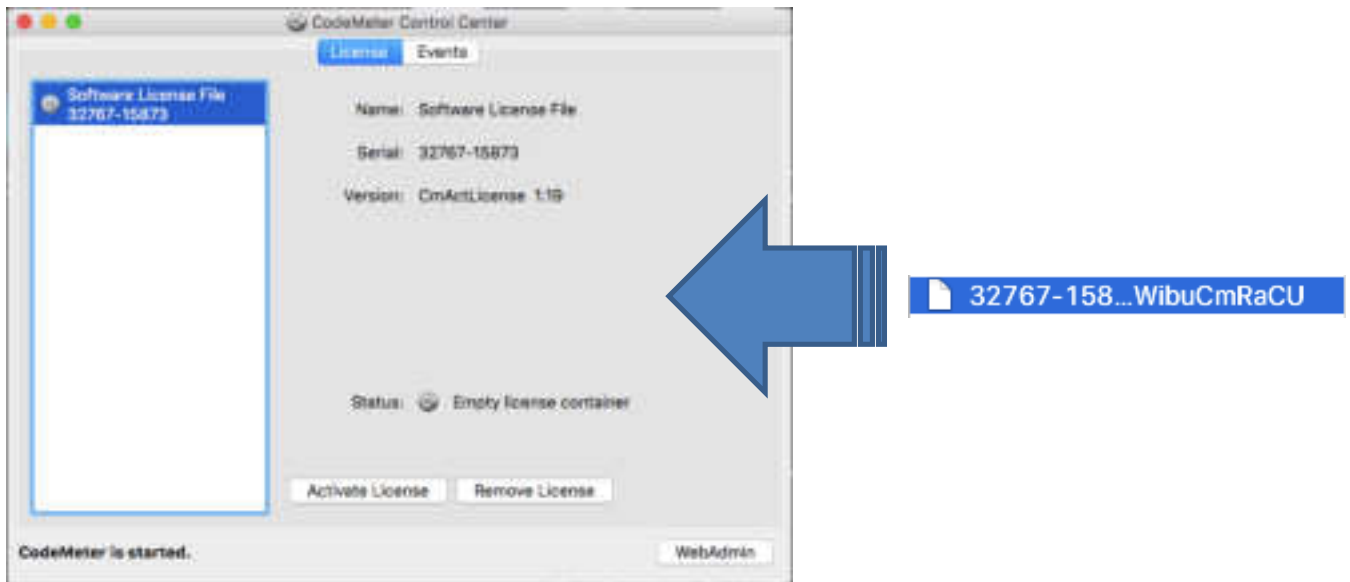 CodeMeter Control Center
License Events
Software License File
32767-15873
Name: Software License File
Serial: 32767-15873
Version: CmActLicense 1.19
32767-158...WibuCmRaCU
Status: Empty license container
Activate License Remove License
CodeMeter is started. WebAdmin